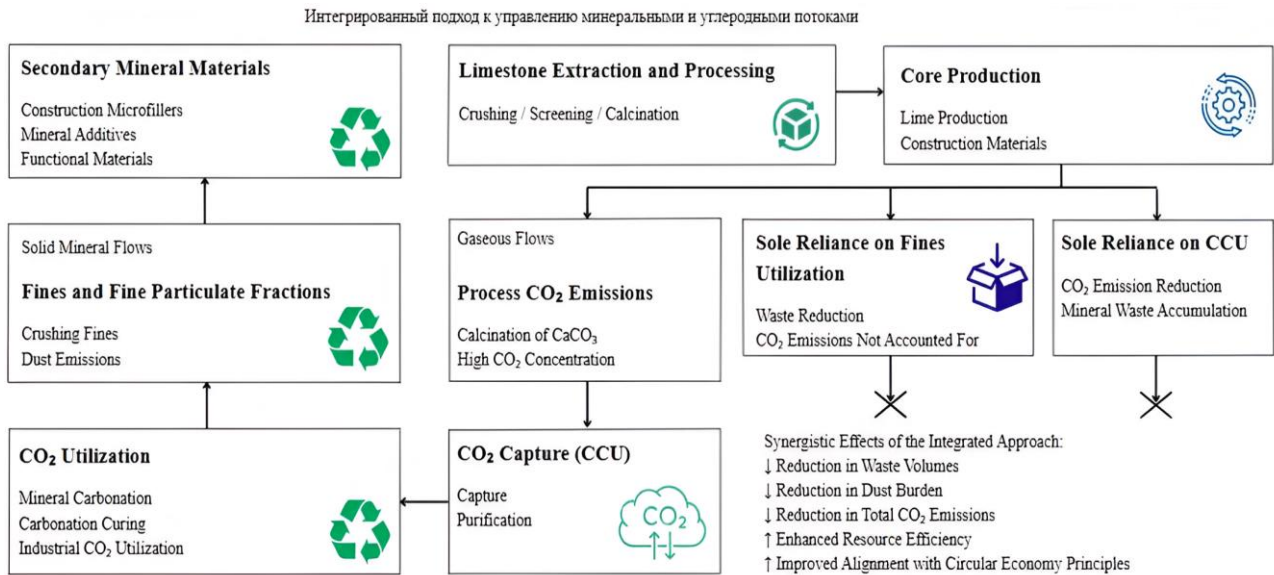 Интегрированный подход к управлению минеральными и углеродными потоками
Secondary Mineral Materials
Construction Microfillers
Mineral Additives
Functional Materials
Limestone Extraction and Processing
Crushing / Screening / Calcination
Core Production
Lime Production
Construction Materials
Solid Mineral Flows
Fines and Fine Particulate Fractions
Crushing Fines
Dust Emissions
Gaseous Flows
Process CO₂ Emissions
Calcination of CaCO₃
High CO₂ Concentration
Sole Reliance on Fines
Utilization
Waste Reduction
CO₂ Emissions Not Accounted For
Sole Reliance on CCU
CO₂ Emission Reduction
Mineral Waste Accumulation
CO₂ Utilization
Mineral Carbonation
Carbonation Curing
Industrial CO₂ Utilization
CO₂ Capture (CCU)
Capture
Purification
CO₂
Synergistic Effects of the Integrated Approach:
↓ Reduction in Waste Volumes
↓ Reduction in Dust Burden
↓ Reduction in Total CO₂ Emissions
↑ Enhanced Resource Efficiency
↑ Improved Alignment with Circular Economy Principles